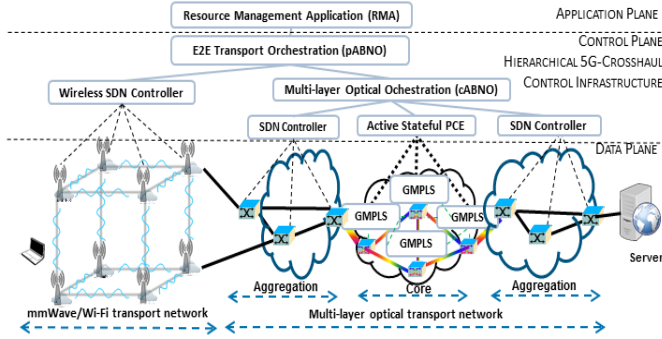 Resource Management Application (RMA)
APPLICATION PLANE
E2E Transport Orchestration (pABNO)
CONTROL PLANE
HIERARCHICAL 5G-CROSSHAUL
CONTROL INFRASTRUCTURE
Wireless SDN Controller
Multi-layer Optical Ochestration (cABNO)
SDN Controller
Active Stateful PCE
SDN Controller
DATA PLANE
GMPLS
GMPLS
GMPLS
GMPLS
Server
Aggregation
Core
Aggregation
mmWave/Wi-Fi transport network
Multi-layer optical transport network